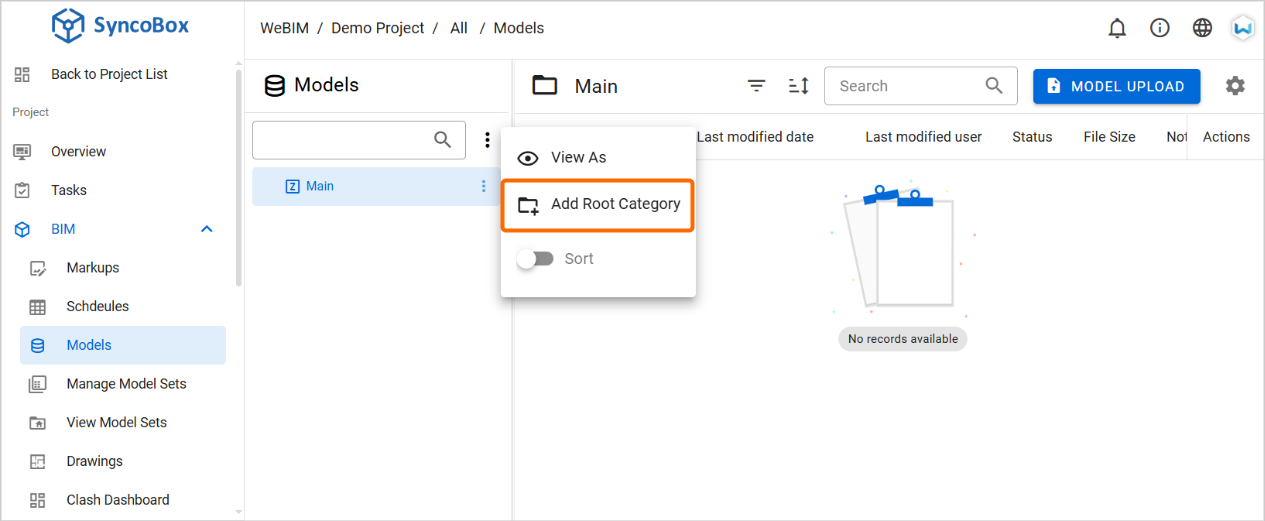 SyncoBox
WeBIM / Demo Project / All / Models
Back to Project List
Project
Overview
Tasks
BIM
Markups
Schdeules
Models
Manage Model Sets
View Model Sets
Drawings
Clash Dashboard
Models
Z Main
View As
Add Root Category
Sort
Main
Search
MODEL UPLOAD
Last modified date Last modified user Status File Size Not Actions
No records available